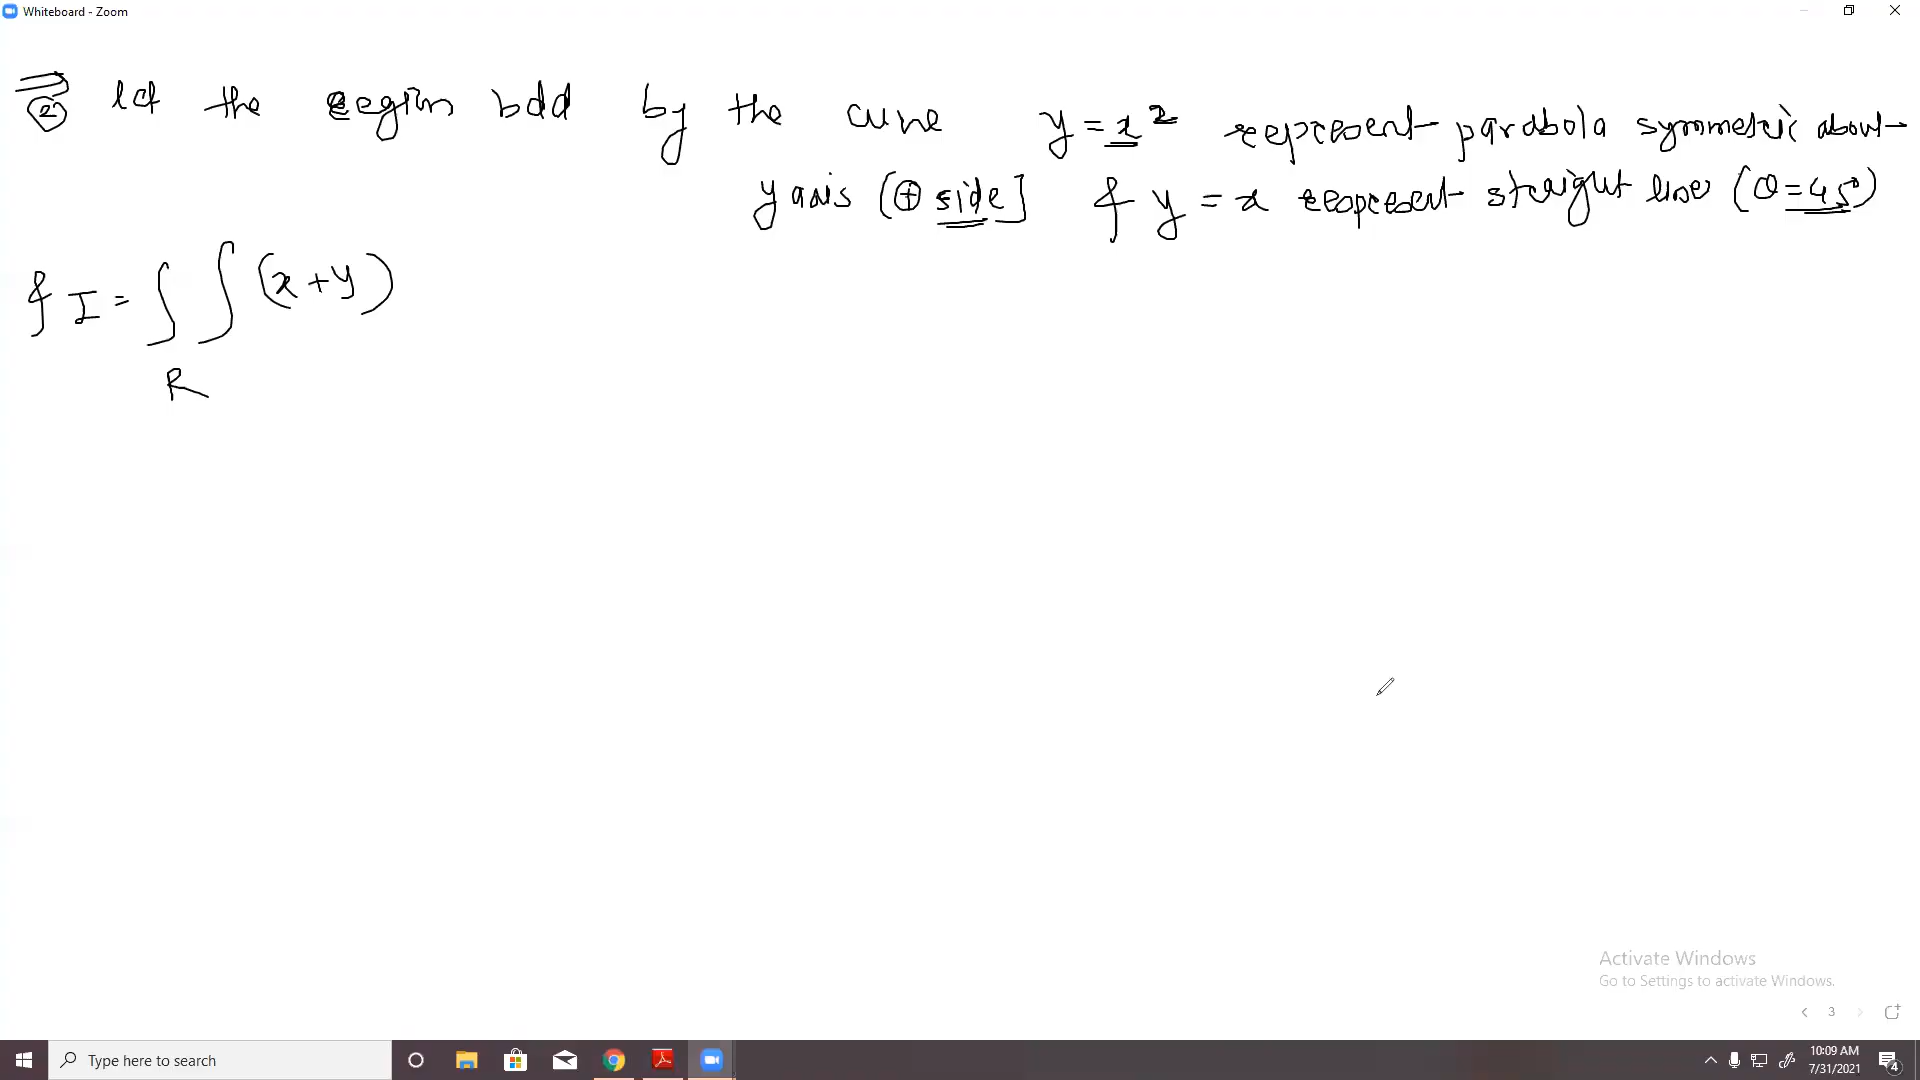 Whiteboard - Zoom
② let the region bdd by the curve y = x² represent parabola symmetric about
y axis (⊕ side] & y = x represent straight line (θ = 45°)
& I = ∫ ∫ (x+y)
R
Activate Windows
Go to Settings to activate Windows.
3
Type here to search
10:09 AM
7/31/2021
4